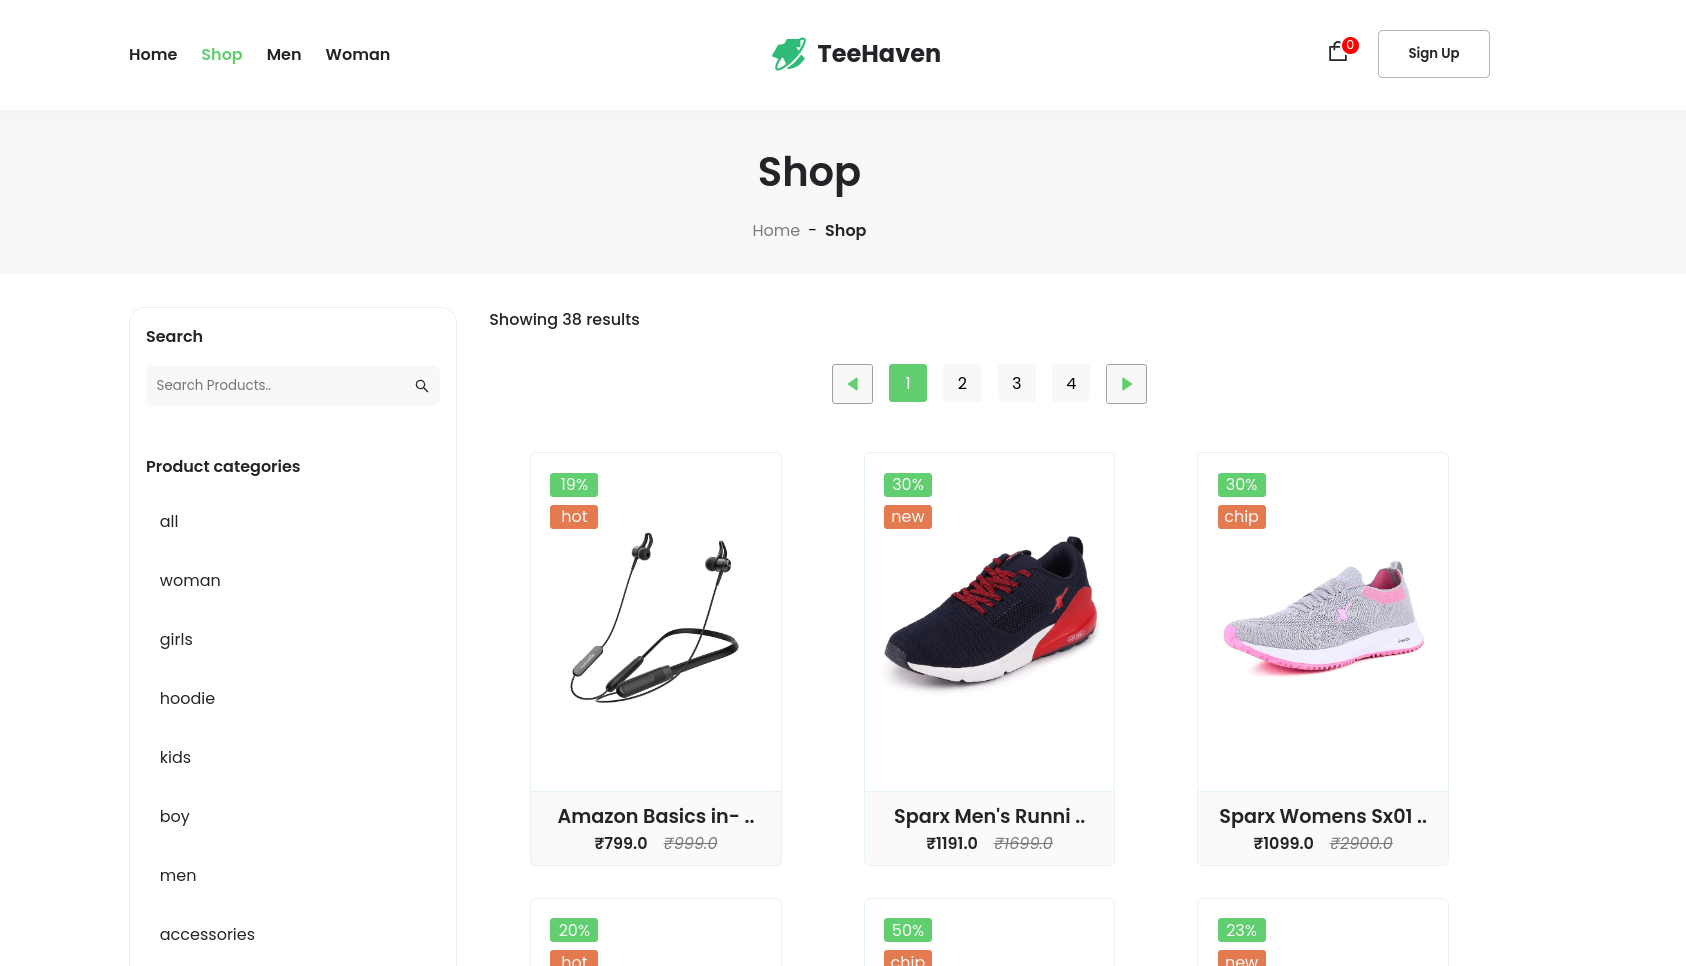 Home Shop Men Woman
TeeHaven
0
Sign Up
Shop
Home - Shop
Search
Search Products..
Product categories
all
woman
girls
hoodie
kids
boy
men
accessories
Showing 38 results
1 2 3 4
19%
hot
Amazon Basics in- ..
₹799.0 ₹999.0
30%
new
Sparx Men's Runni ..
₹1191.0 ₹1699.0
30%
chip
Sparx Womens Sx01 ..
₹1099.0 ₹2900.0
20%
hot
50%
chip
23%
new